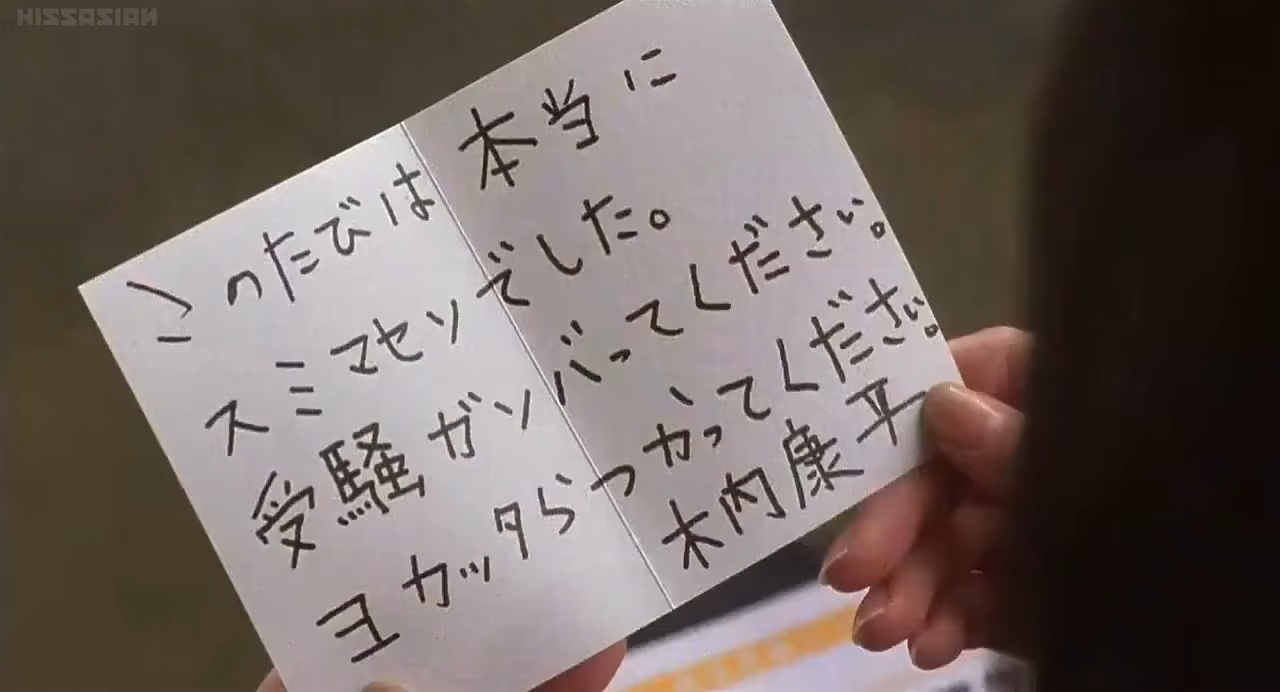 KISSASIAN
このたびは本当に
スミマセンでした。
受騒ガンバってください。
ヨカッタらつかってください。
木内康平